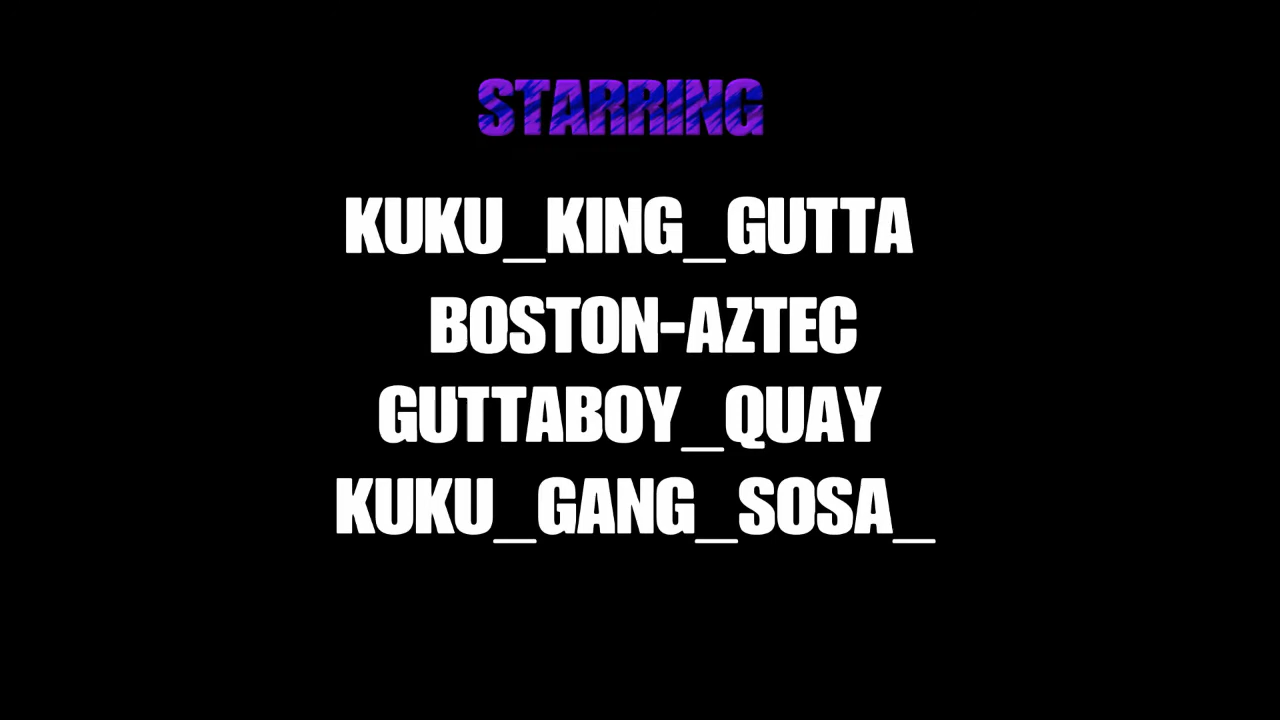 STARRING
KUKU_KING_GUTTA
BOSTON-AZTEC
GUTTABOY_QUAY
KUKU_GANG_SOSA_